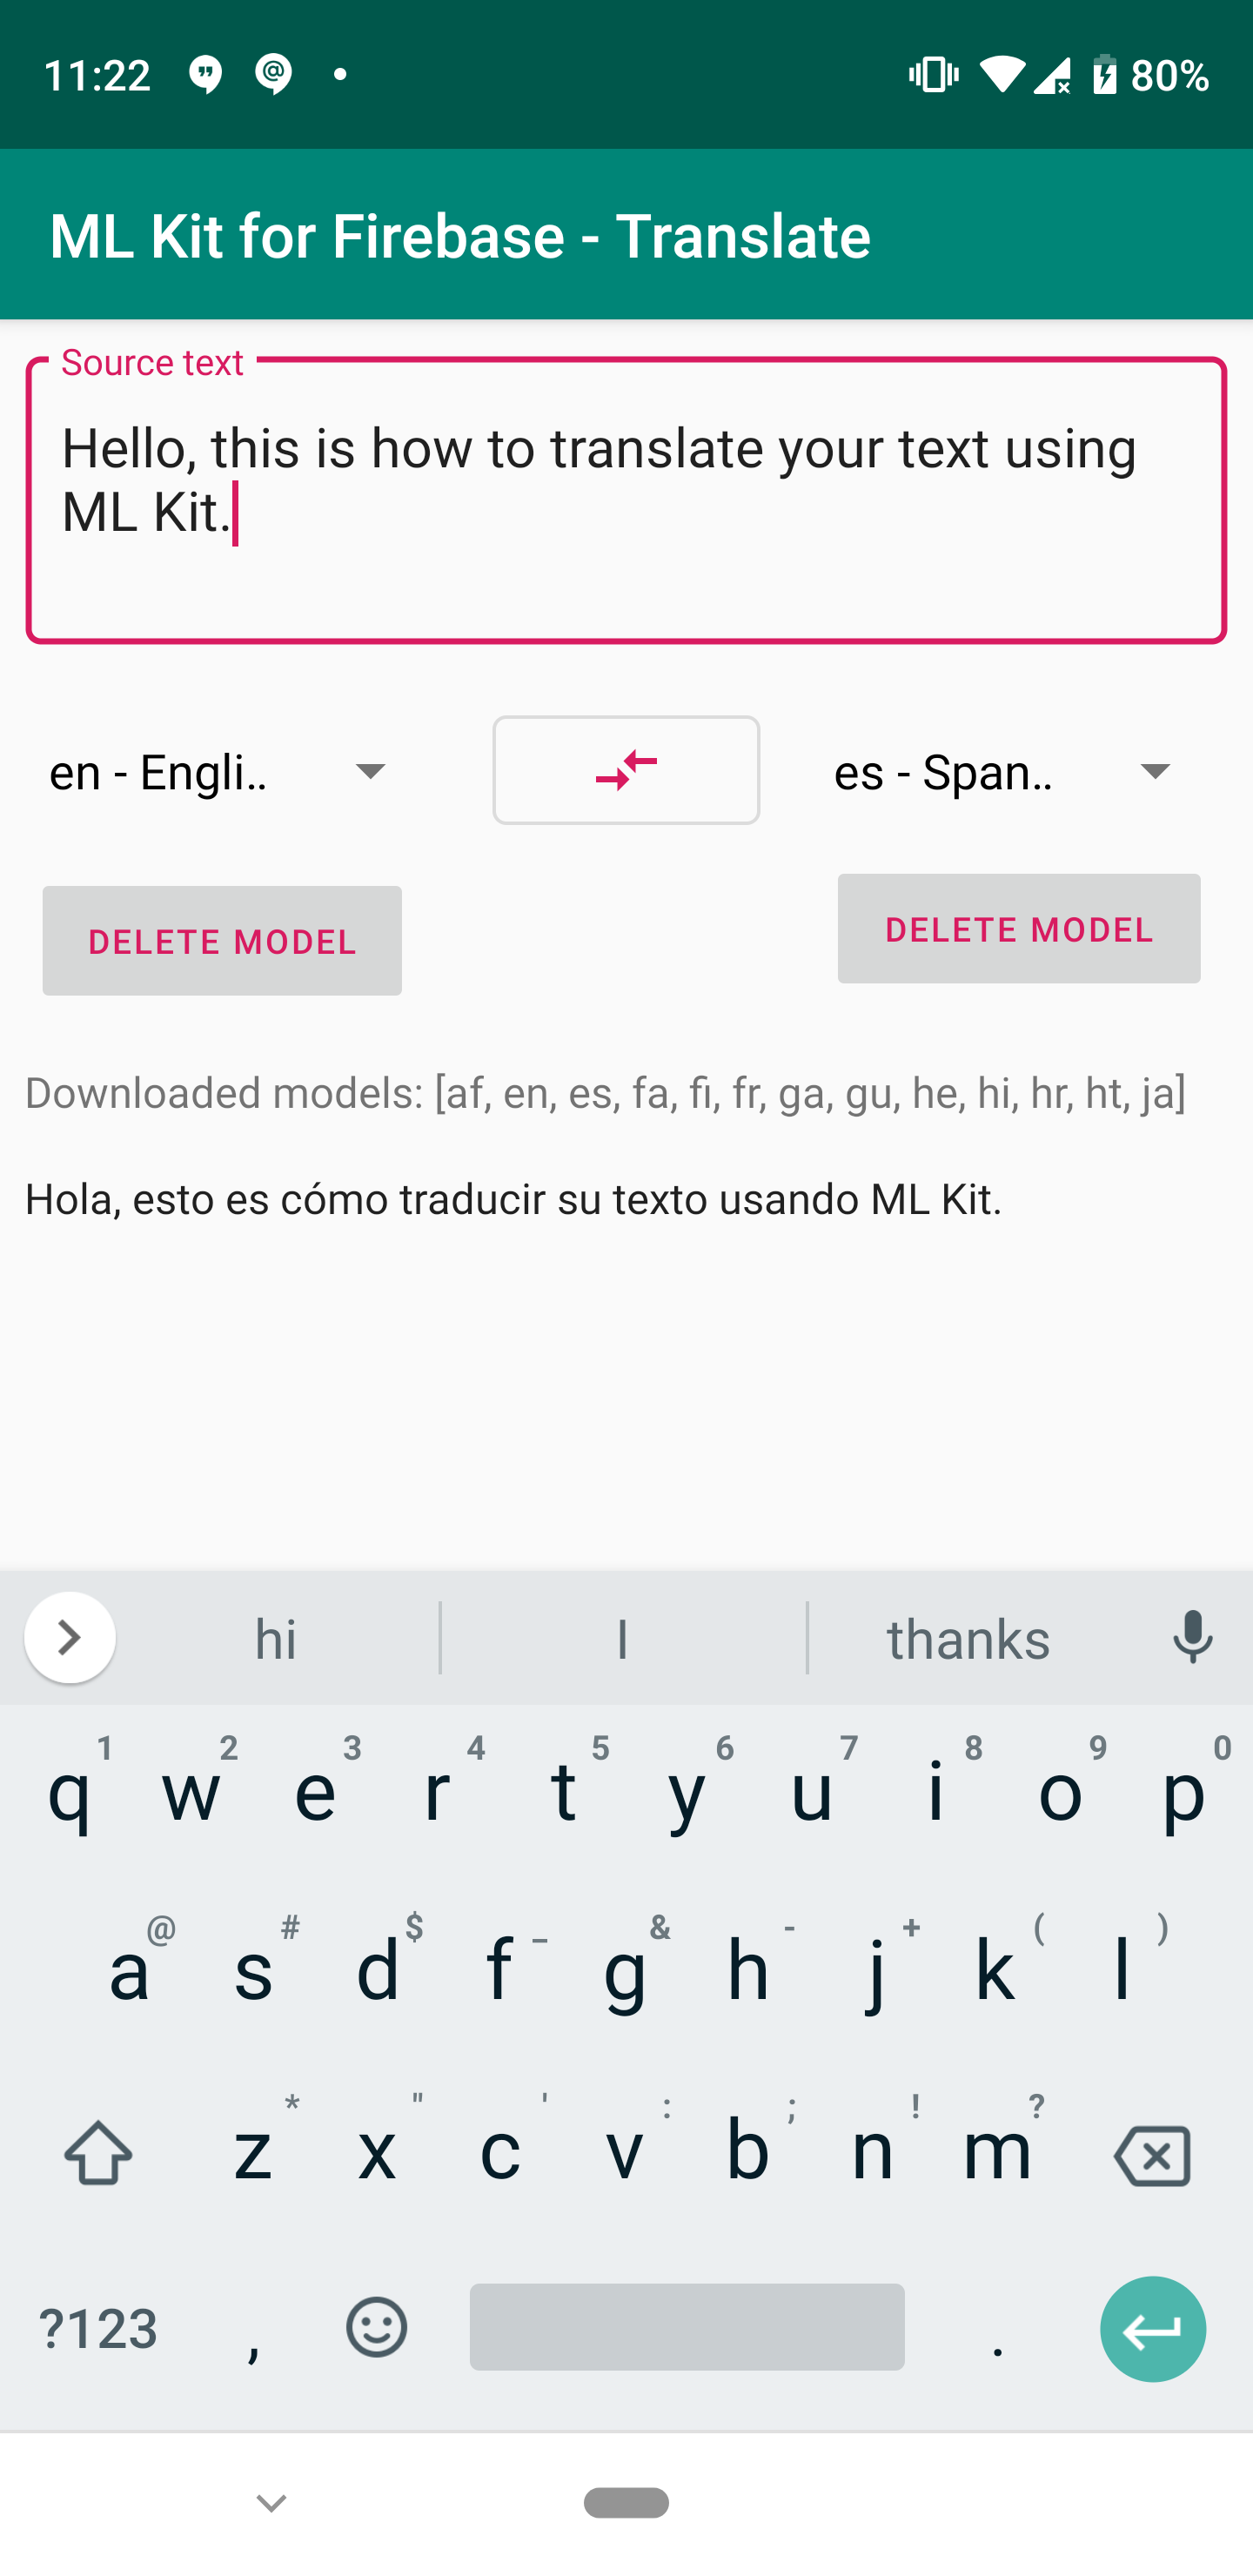 11:22 80%
ML Kit for Firebase - Translate
Source text
Hello, this is how to translate your text using
ML Kit.
en - Engli.. es - Span..
DELETE MODEL DELETE MODEL
Downloaded models: [af, en, es, fa, fi, fr, ga, gu, he, hi, hr, ht, ja]
Hola, esto es cómo traducir su texto usando ML Kit.
hi I thanks
1 2 3 4 5 6 7 8 9 0
q w e r t y u i o p
@ # $ _ & - + ( )
a s d f g h j k l
* " ' : ; ! ?
z x c v b n m
?123 , .